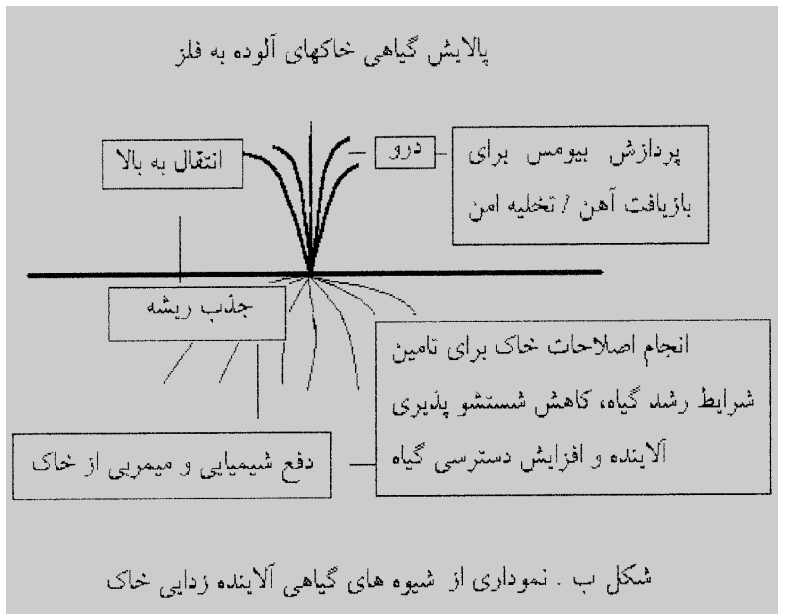 پالایش گیاهی خاکهای آلوده به فلز
انتقال به بالا
درو
پردازش بیومس برای
بازیافت آهن / تخلیه امن
جذب ریشه
انجام اصلاحات خاک برای تامین
شرایط رشد گیاه، کاهش شستشو پذیری
آلاینده و افزایش دسترسی گیاه
دفع شیمیایی و میمریی از خاک
شکل ب . نموداری از شیوه های گیاهی آلاینده زدایی خاک